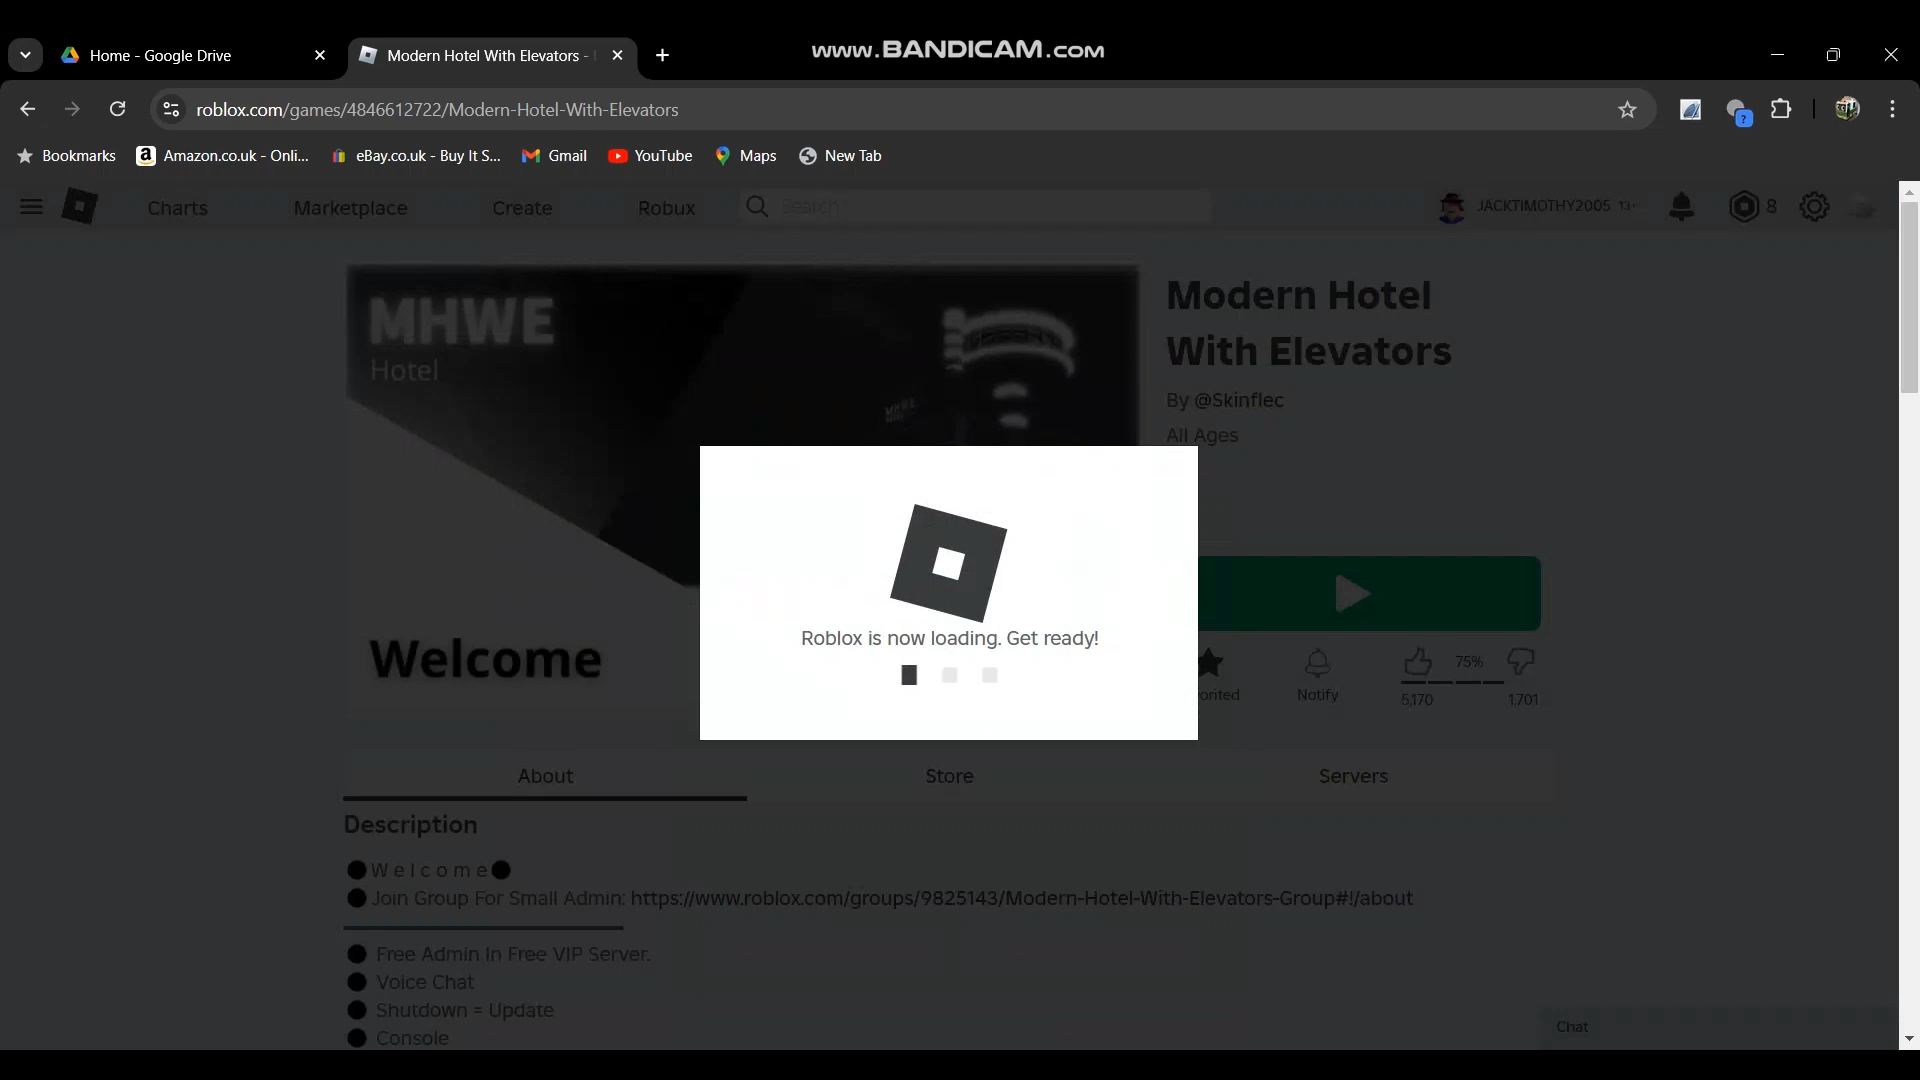 www.BANDICAM.com
Home - Google Drive
Modern Hotel With Elevators -
roblox.com/games/4846612722/Modern-Hotel-With-Elevators
Bookmarks
Amazon.co.uk - Onli...
eBay.co.uk - Buy It S...
Gmail
YouTube
Maps
New Tab
Charts
Marketplace
Create
Robux
Search
JACKTIMOTHY2005 13+
8
MHWE
Hotel
MHWE
Welcome
Modern Hotel
With Elevators
By @Skinflec
All Ages
Roblox is now loading. Get ready!
orited
Notify
75%
5,170
1,701
About
Store
Servers
Description
Welcome
Join Group For Small Admin: https://www.roblox.com/groups/9825143/Modern-Hotel-With-Elevators-Group#!/about
Free Admin In Free VIP Server.
Voice Chat
Shutdown = Update
Console
Chat